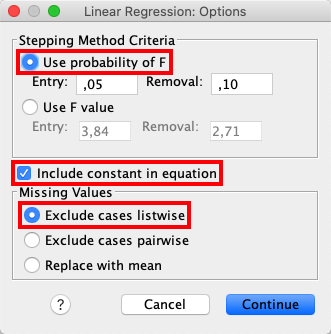 Linear Regression: Options
Stepping Method Criteria
Use probability of F
Entry: ,05 Removal: ,10
Use F value
Entry: 3,84 Removal: 2,71
Include constant in equation
Missing Values
Exclude cases listwise
Exclude cases pairwise
Replace with mean
? Cancel Continue